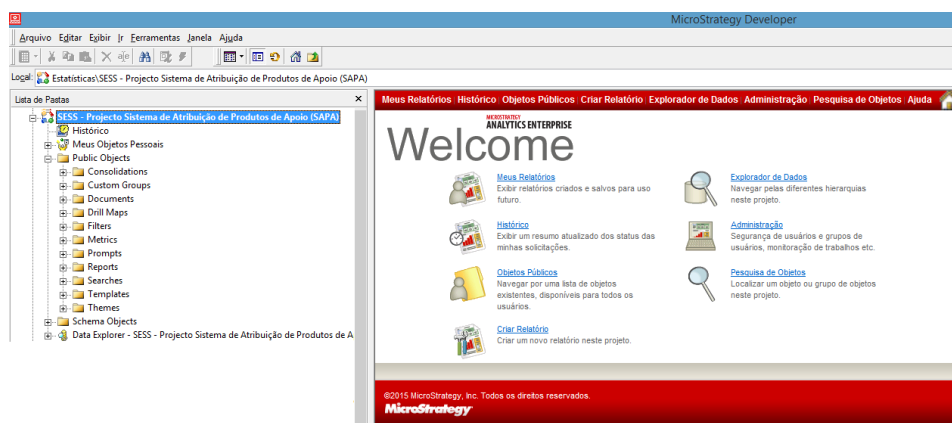 MicroStrategy Developer
Arquivo Editar Exibir Ir Ferramentas Janela Ajuda
Local: Estatísticas\SESS - Projecto Sistema de Atribuição de Produtos de Apoio (SAPA)
Lista de Pastas
SESS - Projecto Sistema de Atribuição de Produtos de Apoio (SAPA)
Histórico
Meus Objetos Pessoais
Public Objects
Consolidations
Custom Groups
Documents
Drill Maps
Filters
Metrics
Prompts
Reports
Searches
Templates
Themes
Schema Objects
Data Explorer - SESS - Projecto Sistema de Atribuição de Produtos de A
Meus Relatórios Histórico Objetos Públicos Criar Relatório Explorador de Dados Administração Pesquisa de Objetos Ajuda
MICROSTRATEGY
ANALYTICS ENTERPRISE
Welcome
Meus Relatórios
Exibir relatórios criados e salvos para uso
futuro.
Explorador de Dados
Navegar pelas diferentes hierarquias
neste projeto.
Histórico
Exibir um resumo atualizado dos status das
minhas solicitações.
Administração
Segurança de usuários e grupos de
usuários, monitoração de trabalhos etc.
Objetos Públicos
Navegar por uma lista de objetos
existentes, disponíveis para todos os
usuários.
Pesquisa de Objetos
Localizar um objeto ou grupo de objetos
neste projeto.
Criar Relatório
Criar um novo relatório neste projeto.
©2015 MicroStrategy, Inc. Todos os direitos reservados.
MicroStrategy